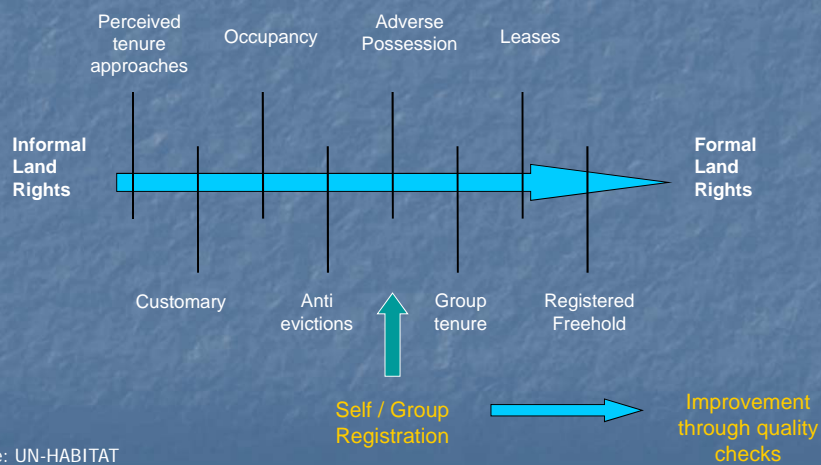 Perceived
tenure
approaches
Occupancy
Adverse
Possession
Leases
Informal
Land
Rights
Formal
Land
Rights
Customary
Anti
evictions
Group
tenure
Registered
Freehold
Self / Group
Registration
Improvement
through quality
checks
: UN-HABITAT